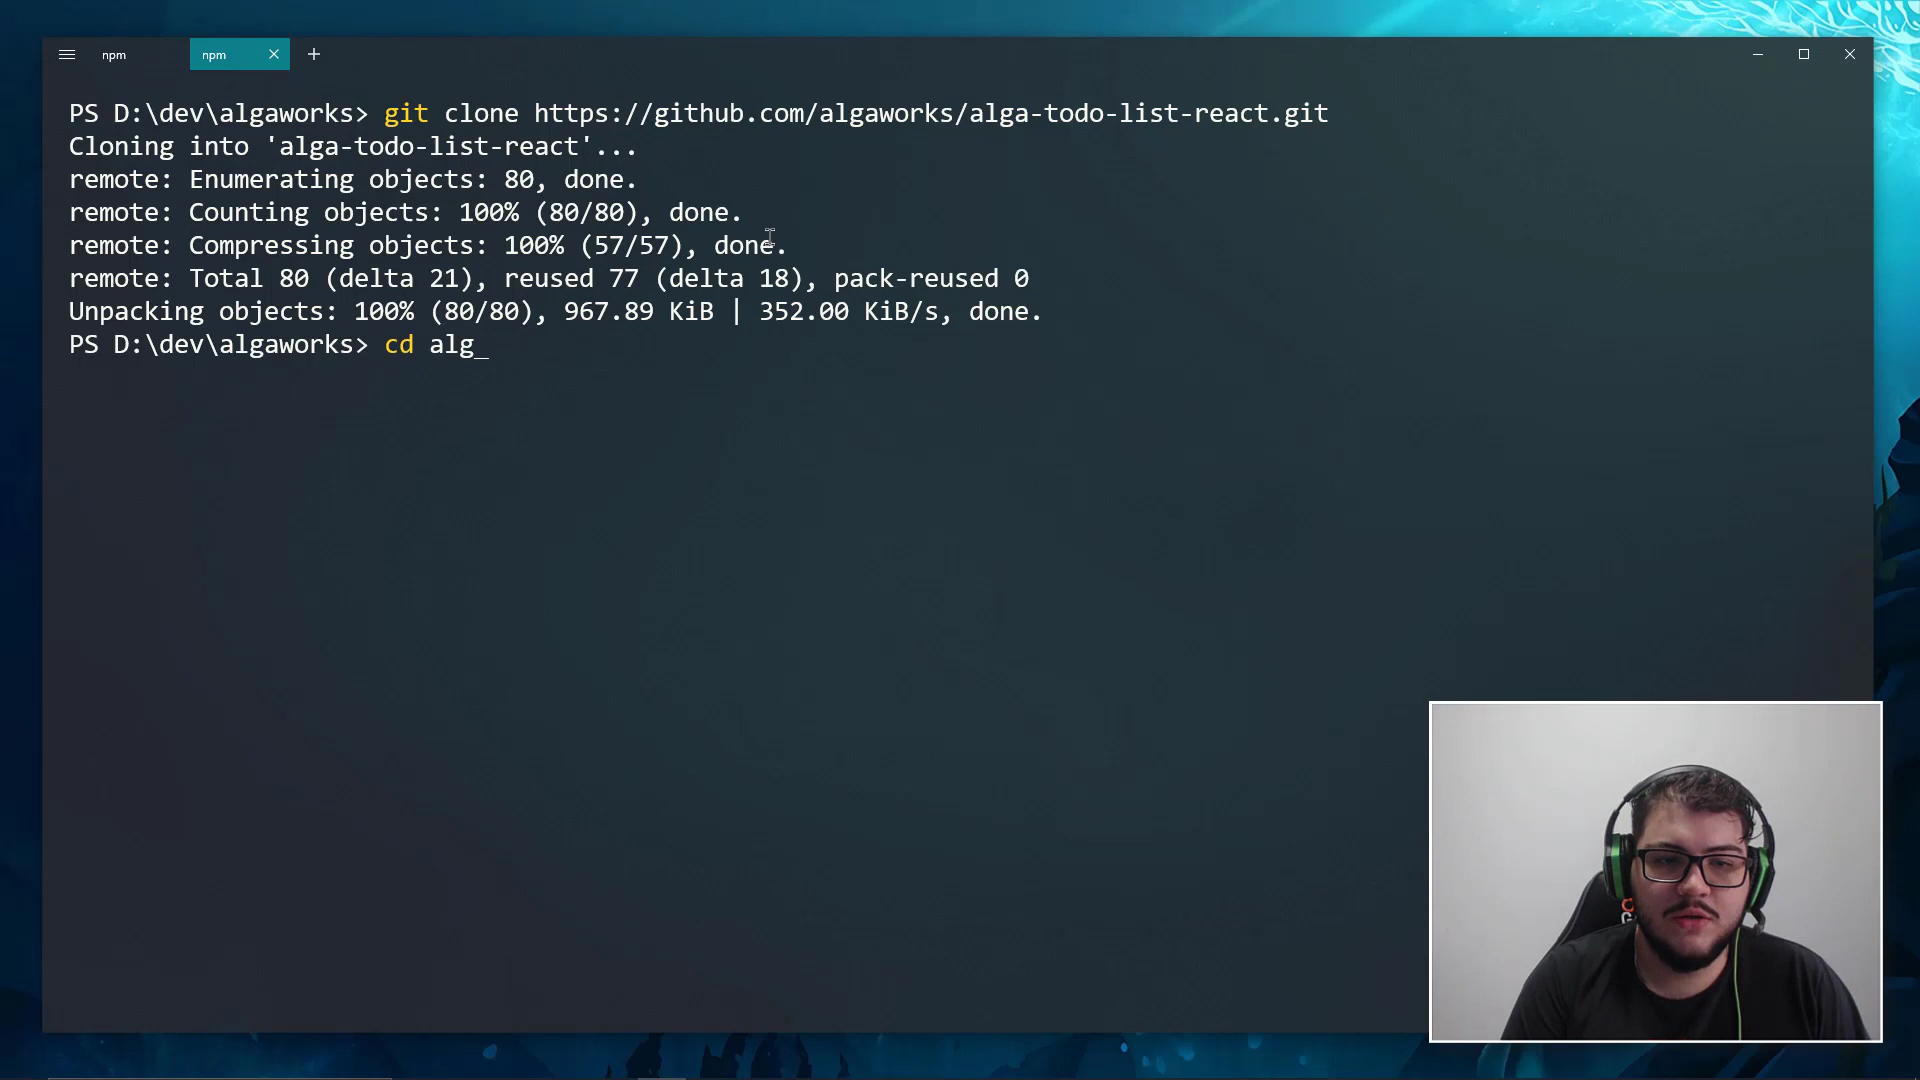 npm
npm
PS D:\dev\algaworks> git clone https://github.com/algaworks/alga-todo-list-react.git
Cloning into 'alga-todo-list-react'...
remote: Enumerating objects: 80, done.
remote: Counting objects: 100% (80/80), done.
remote: Compressing objects: 100% (57/57), done.
remote: Total 80 (delta 21), reused 77 (delta 18), pack-reused 0
Unpacking objects: 100% (80/80), 967.89 KiB | 352.00 KiB/s, done.
PS D:\dev\algaworks> cd alg_